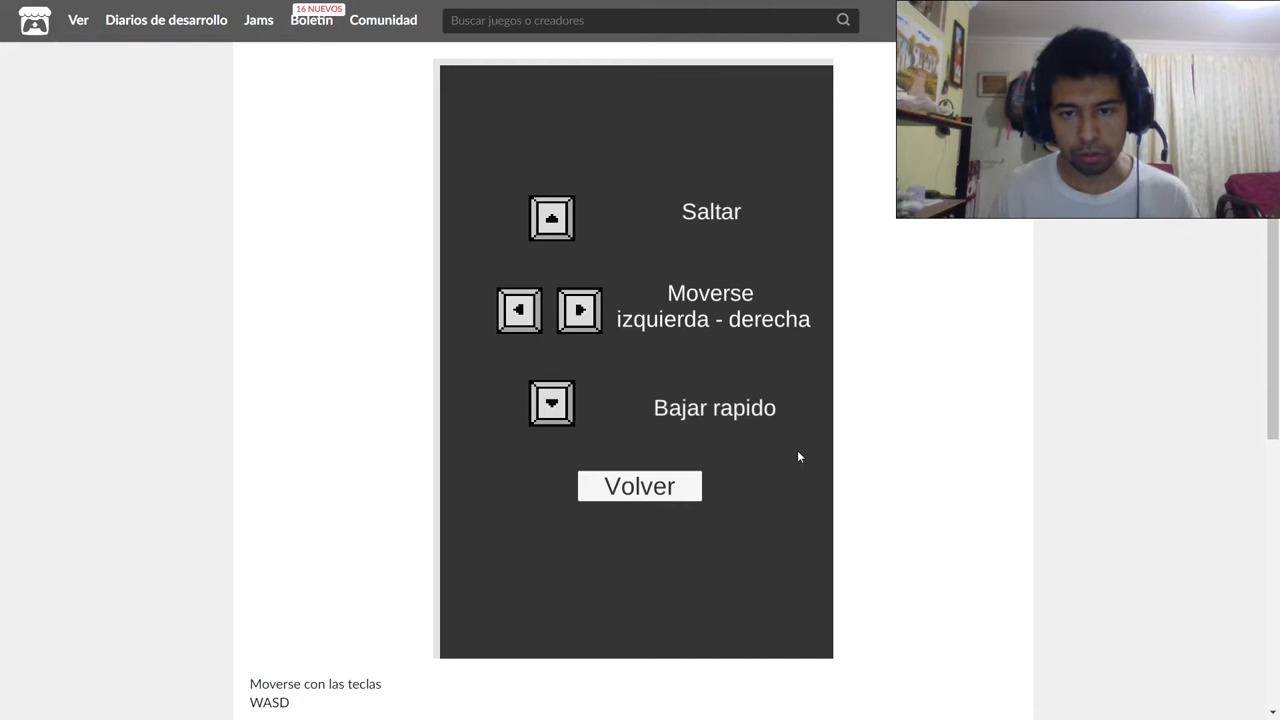 16 NUEVOS
Ver Diarios de desarrollo Jams Boletín Comunidad
Buscar juegos o creadores
Saltar
Moverse
izquierda - derecha
Bajar rapido
Volver
Moverse con las teclas
WASD